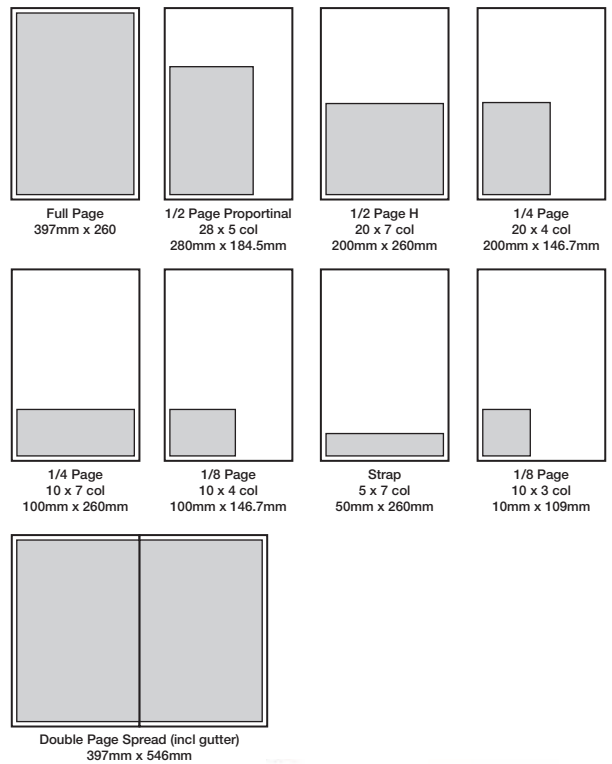 Full Page
397mm x 260
1/2 Page Proportinal
28 x 5 col
280mm x 184.5mm
1/2 Page H
20 x 7 col
200mm x 260mm
1/4 Page
20 x 4 col
200mm x 146.7mm
1/4 Page
10 x 7 col
100mm x 260mm
1/8 Page
10 x 4 col
100mm x 146.7mm
Strap
5 x 7 col
50mm x 260mm
1/8 Page
10 x 3 col
10mm x 109mm
Double Page Spread (incl gutter)
397mm x 546mm